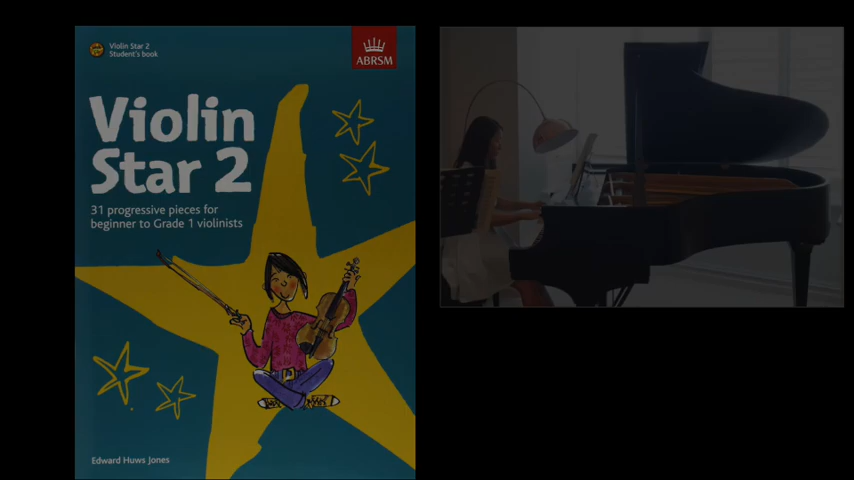 Violin Star 2
Student's book
ABRSM
Violin
Star 2
31 progressive pieces for
beginner to Grade 1 violinists
Edward Huws Jones